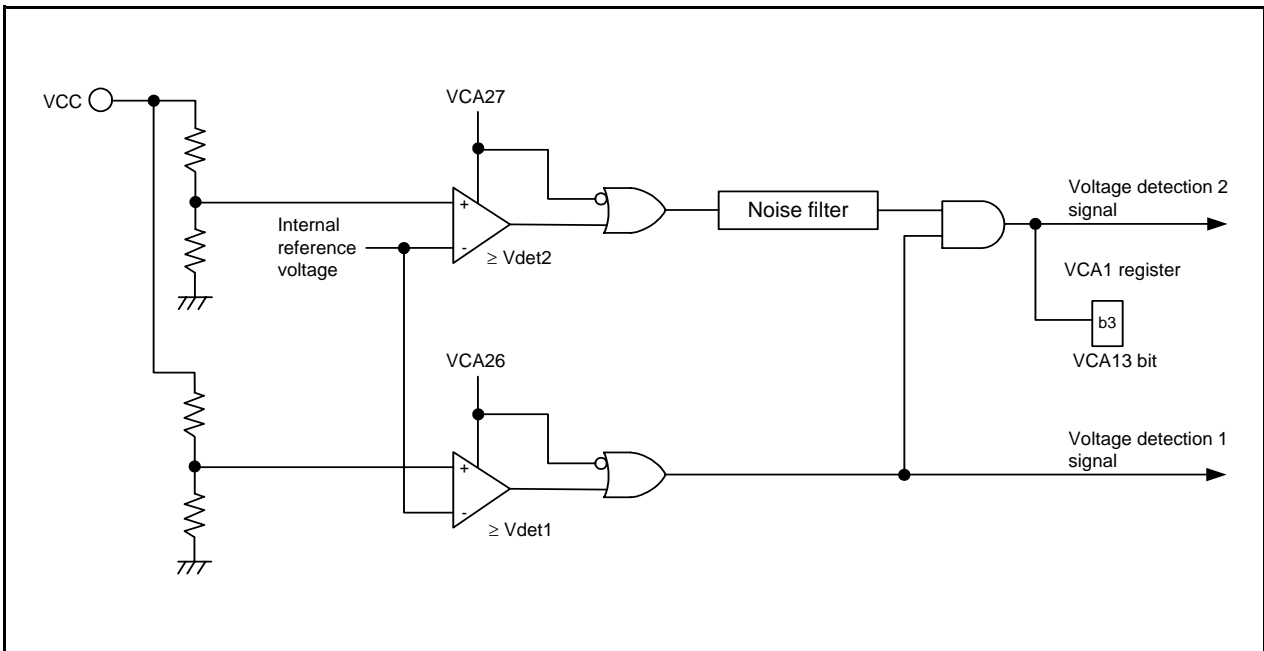 VCC
VCA27
Internal
reference
voltage
+
-
≥ Vdet2
Noise filter
Voltage detection 2
signal
VCA1 register
b3
VCA13 bit
VCA26
+
-
≥ Vdet1
Voltage detection 1
signal